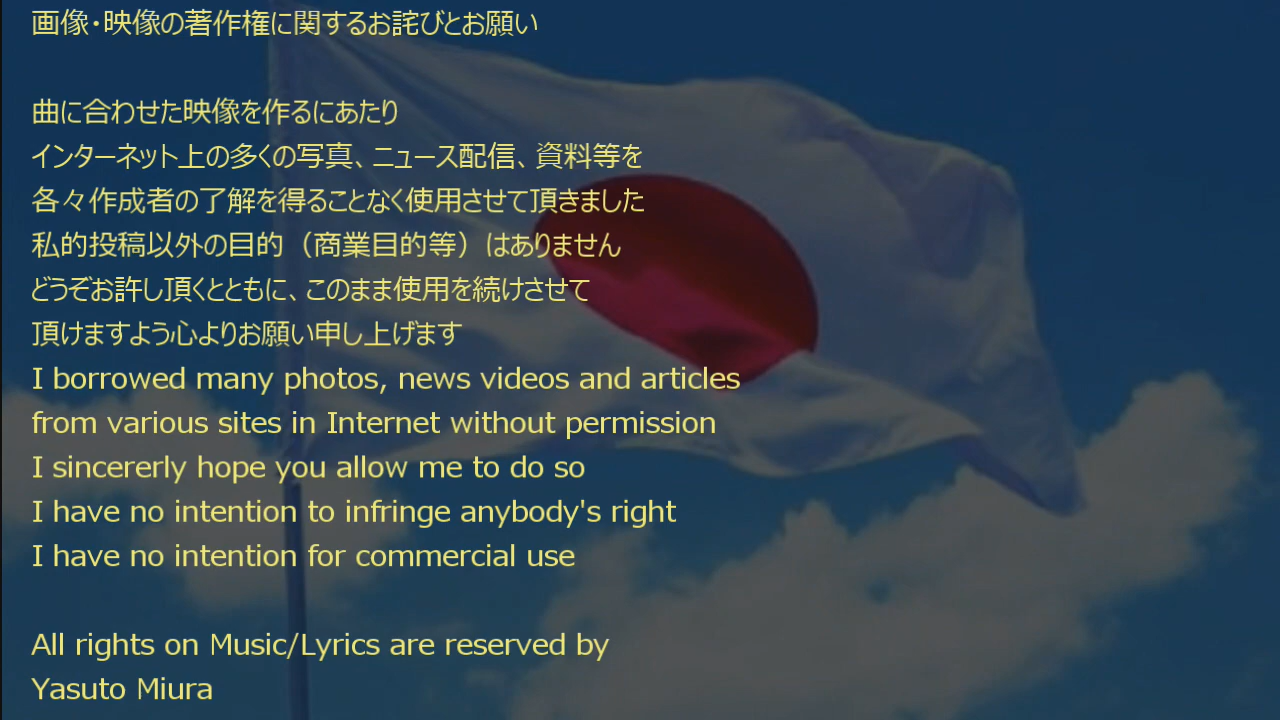 画像・映像の著作権に関するお詫びとお願い
曲に合わせた映像を作るにあたり
インターネット上の多くの写真、ニュース配信、資料等を
各々作成者の了解を得ることなく使用させて頂きました
私的投稿以外の目的（商業目的等）はありません
どうぞお許し頂くとともに、このまま使用を続けさせて
頂けますよう心よりお願い申し上げます
I borrowed many photos, news videos and articles
from various sites in Internet without permission
I sincererly hope you allow me to do so
I have no intention to infringe anybody's right
I have no intention for commercial use
All rights on Music/Lyrics are reserved by
Yasuto Miura